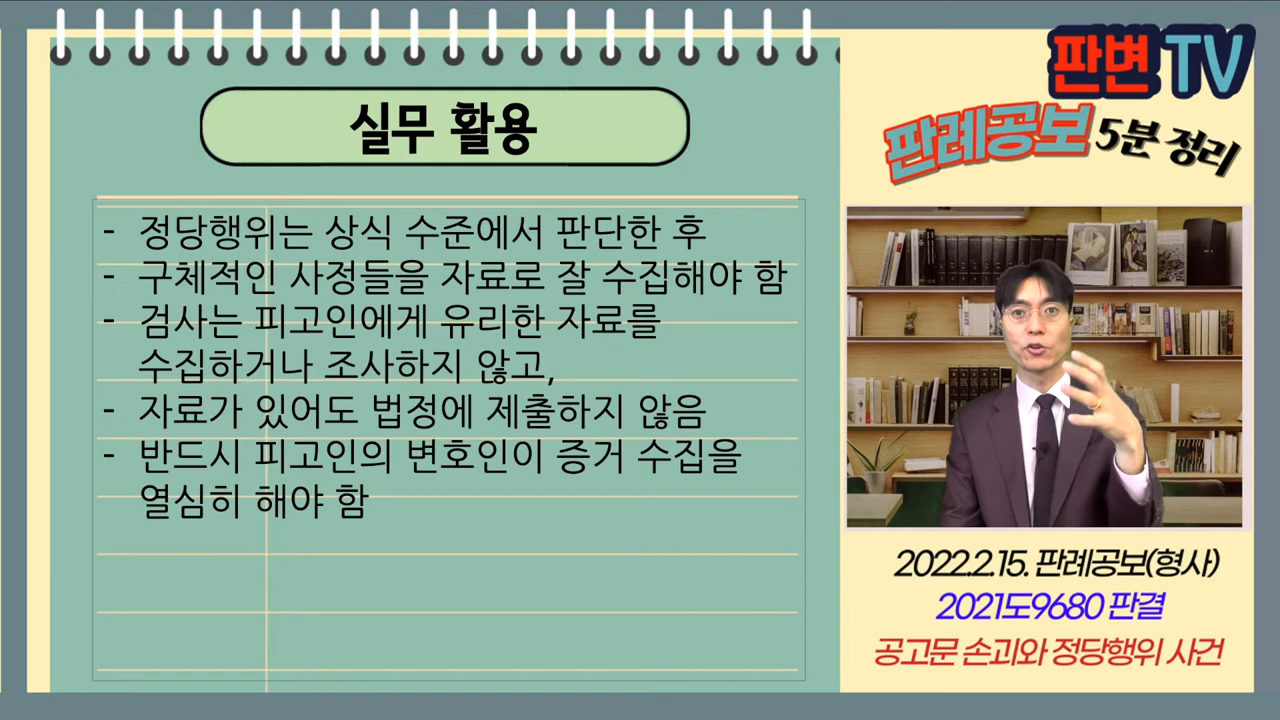 실무 활용
- 정당행위는 상식 수준에서 판단한 후
- 구체적인 사정들을 자료로 잘 수집해야 함
- 검사는 피고인에게 유리한 자료를
수집하거나 조사하지 않고,
- 자료가 있어도 법정에 제출하지 않음
- 반드시 피고인의 변호인이 증거 수집을
열심히 해야 함
판변 TV
판례공보 5분 정리
2022.2.15. 판례공보(형사)
2021도9680 판결
공고문 손괴와 정당행위 사건